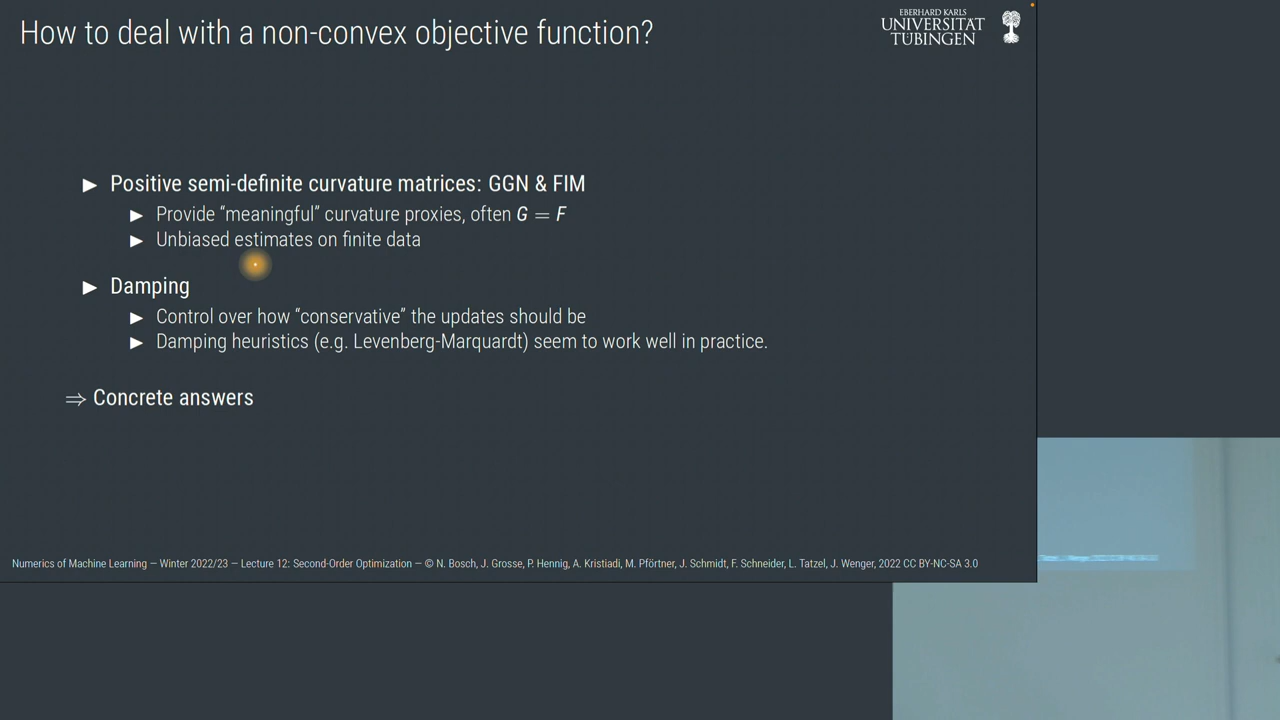 How to deal with a non-convex objective function?
EBERHARD KARLS
UNIVERSITÄT
TÜBINGEN
► Positive semi-definite curvature matrices: GGN & FIM
► Provide “meaningful” curvature proxies, often G = F
► Unbiased estimates on finite data
► Damping
► Control over how “conservative” the updates should be
► Damping heuristics (e.g. Levenberg-Marquardt) seem to work well in practice.
⇒ Concrete answers
Numerics of Machine Learning — Winter 2022/23 — Lecture 12: Second-Order Optimization — © N. Bosch, J. Grosse, P. Hennig, A. Kristiadi, M. Pförtner, J. Schmidt, F. Schneider, L. Tatzel, J. Wenger, 2022 CC BY-NC-SA 3.0